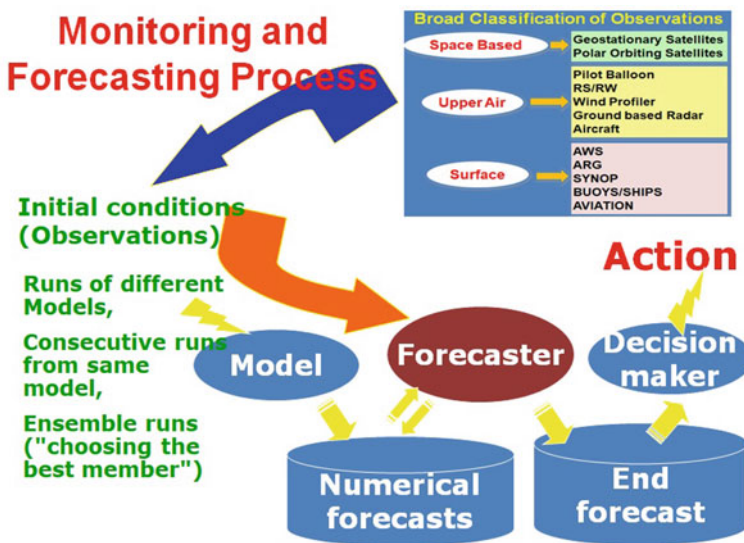 Monitoring and
Forecasting Process
Broad Classification of Observations
Space Based
Geostationary Satellites
Polar Orbiting Satellites
Upper Air
Pilot Balloon
RS/RW
Wind Profiler
Ground based Radar
Aircraft
Surface
AWS
ARG
SYNOP
BUOYS/SHIPS
AVIATION
Initial conditions
(Observations)
Runs of different
Models,
Consecutive runs
from same
model,
Ensemble runs
("choosing the
best member")
Model
Forecaster
Action
Decision
maker
Numerical
forecasts
End
forecast